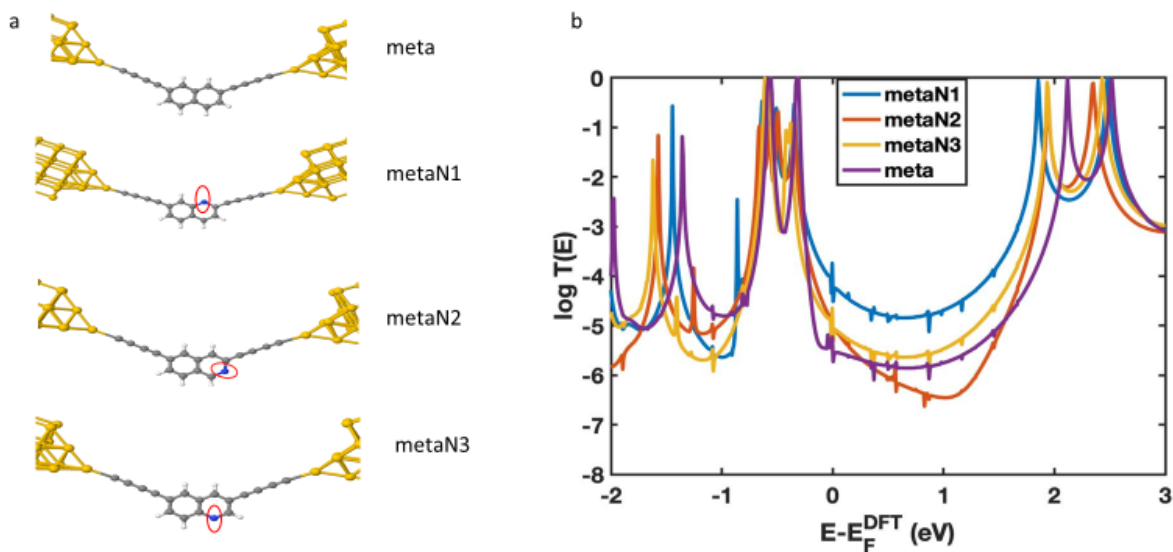 a
meta
metaN1
metaN2
metaN3
b
log T(E)
0
-1
-2
-3
-4
-5
-6
-7
-8
metaN1
metaN2
metaN3
meta
-2 -1 0 1 2 3
E-E_F^DFT (eV)